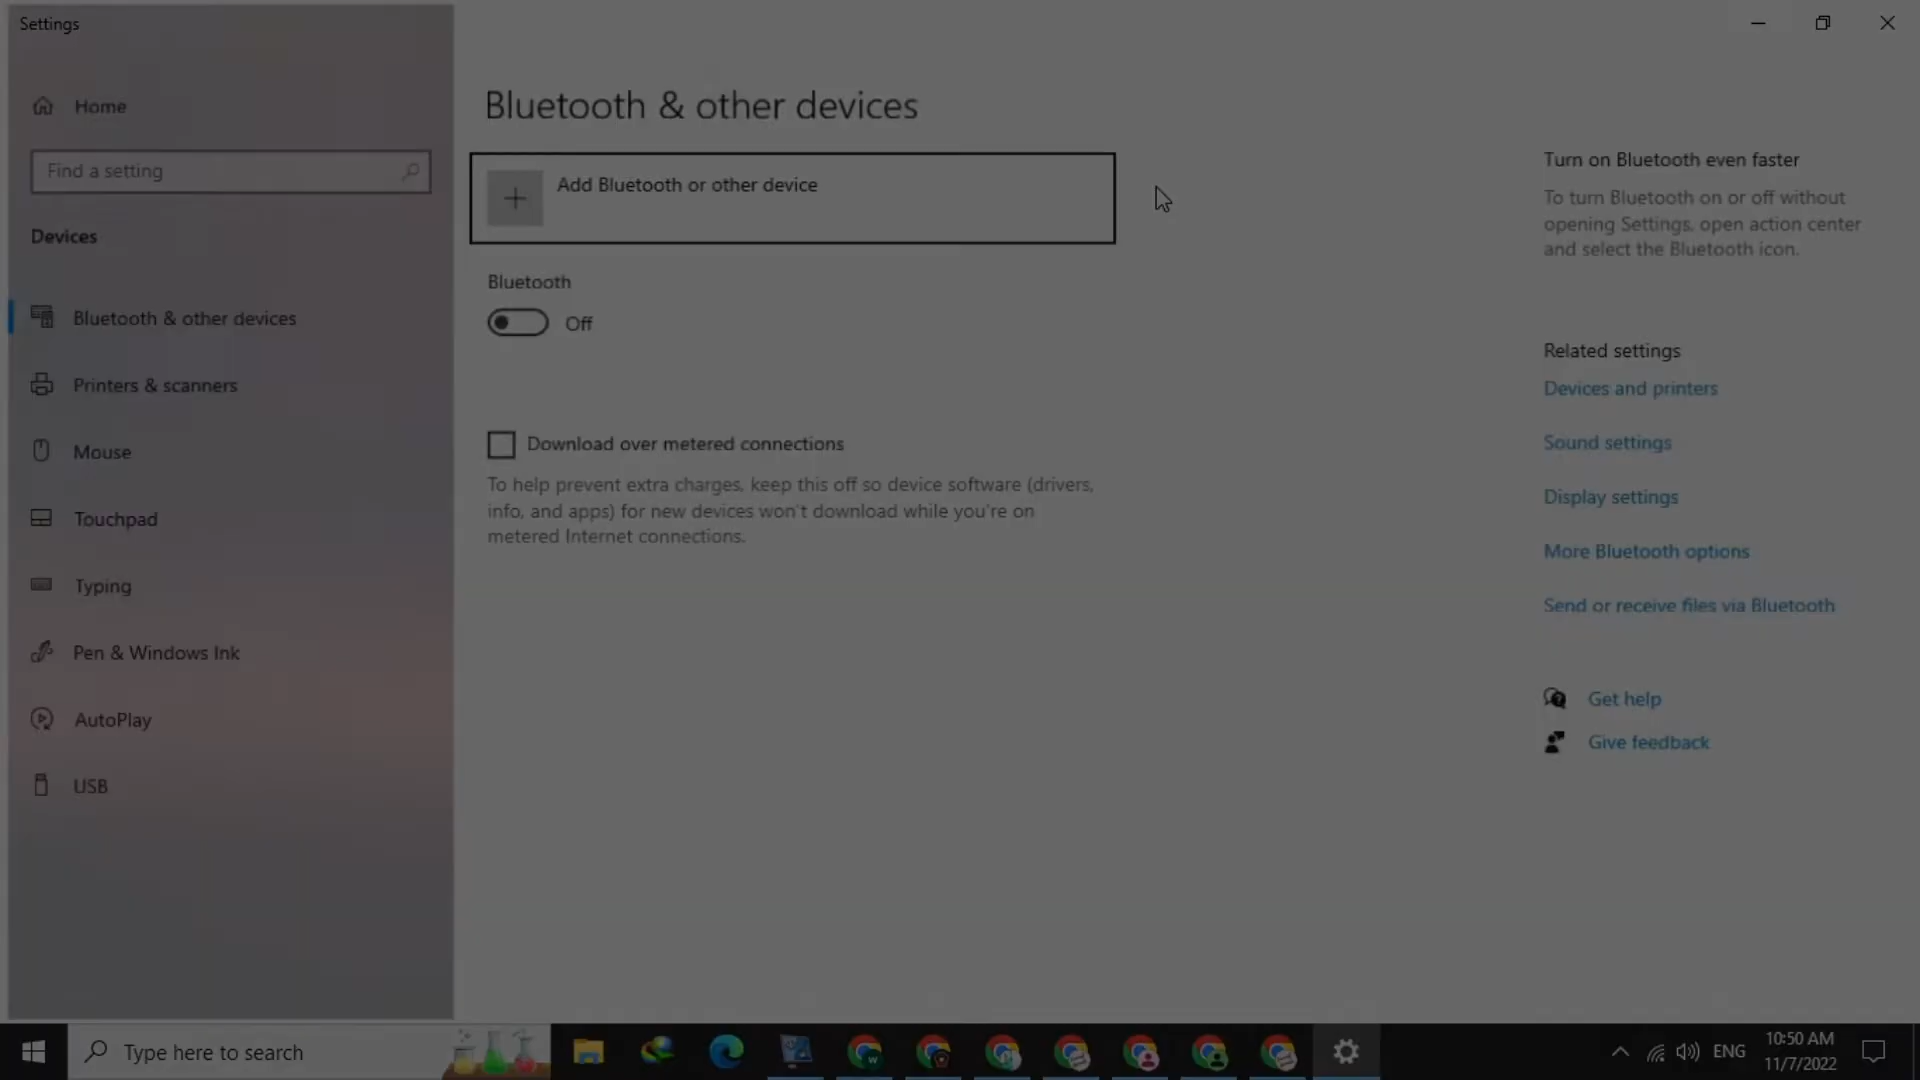 Settings
Home
Find a setting
Devices
Bluetooth & other devices
Printers & scanners
Mouse
Touchpad
Typing
Pen & Windows Ink
AutoPlay
USB
Bluetooth & other devices
Add Bluetooth or other device
Bluetooth
Off
Download over metered connections
To help prevent extra charges, keep this off so device software (drivers,
info, and apps) for new devices won't download while you're on
metered Internet connections.
Turn on Bluetooth even faster
To turn Bluetooth on or off without
opening Settings, open action center
and select the Bluetooth icon.
Related settings
Devices and printers
Sound settings
Display settings
More Bluetooth options
Send or receive files via Bluetooth
Get help
Give feedback
Type here to search
ENG
10:50 AM
11/7/2022